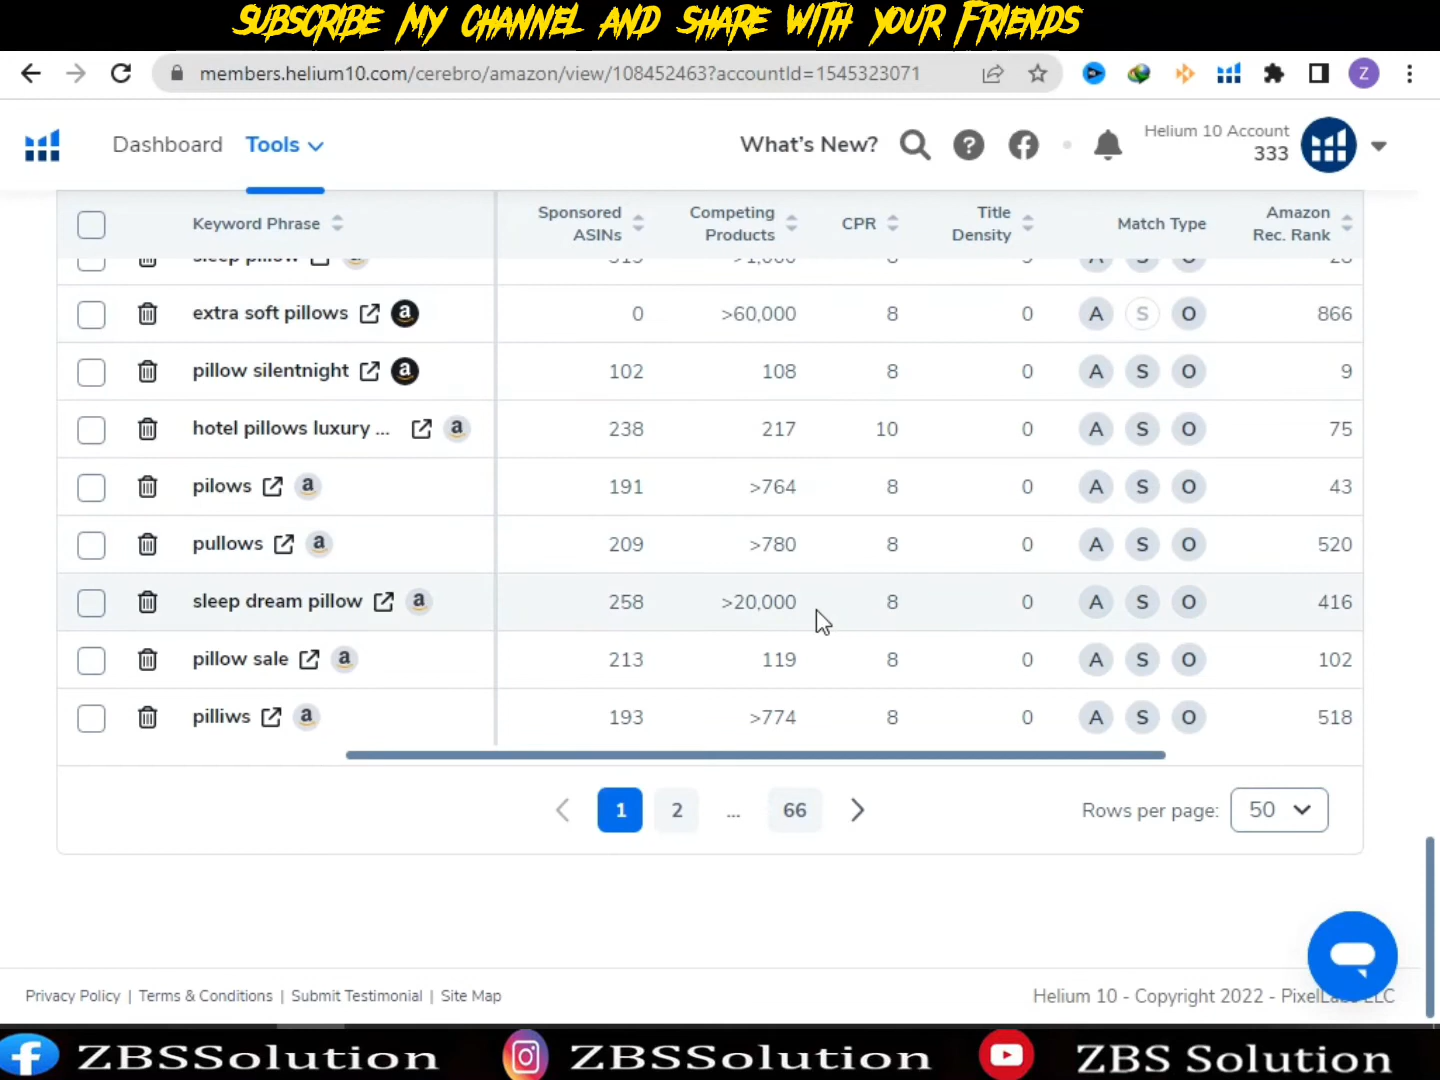 SUBSCRIBE MY CHANNEL AND SHARE WITH YOUR FRIENDS
members.helium10.com/cerebro/amazon/view/108452463?accountId=1545323071
Z
Dashboard Tools What's New? ? Helium 10 Account 333
Keyword Phrase Sponsored ASINs Competing Products CPR Title Density Match Type Amazon Rec. Rank
sleep pillow
extra soft pillows a 0 >60,000 8 0 A S O 866
pillow silentnight a 102 108 8 0 A S O 9
hotel pillows luxury ... a 238 217 10 0 A S O 75
pilows a 191 >764 8 0 A S O 43
pullows a 209 >780 8 0 A S O 520
sleep dream pillow a 258 >20,000 8 0 A S O 416
pillow sale a 213 119 8 0 A S O 102
pilliws a 193 >774 8 0 A S O 518
1 2 ... 66 Rows per page: 50
Privacy Policy | Terms & Conditions | Submit Testimonial | Site Map Helium 10 - Copyright 2022 - LLC
f ZBSSolution ZBSSolution ZBS Solution